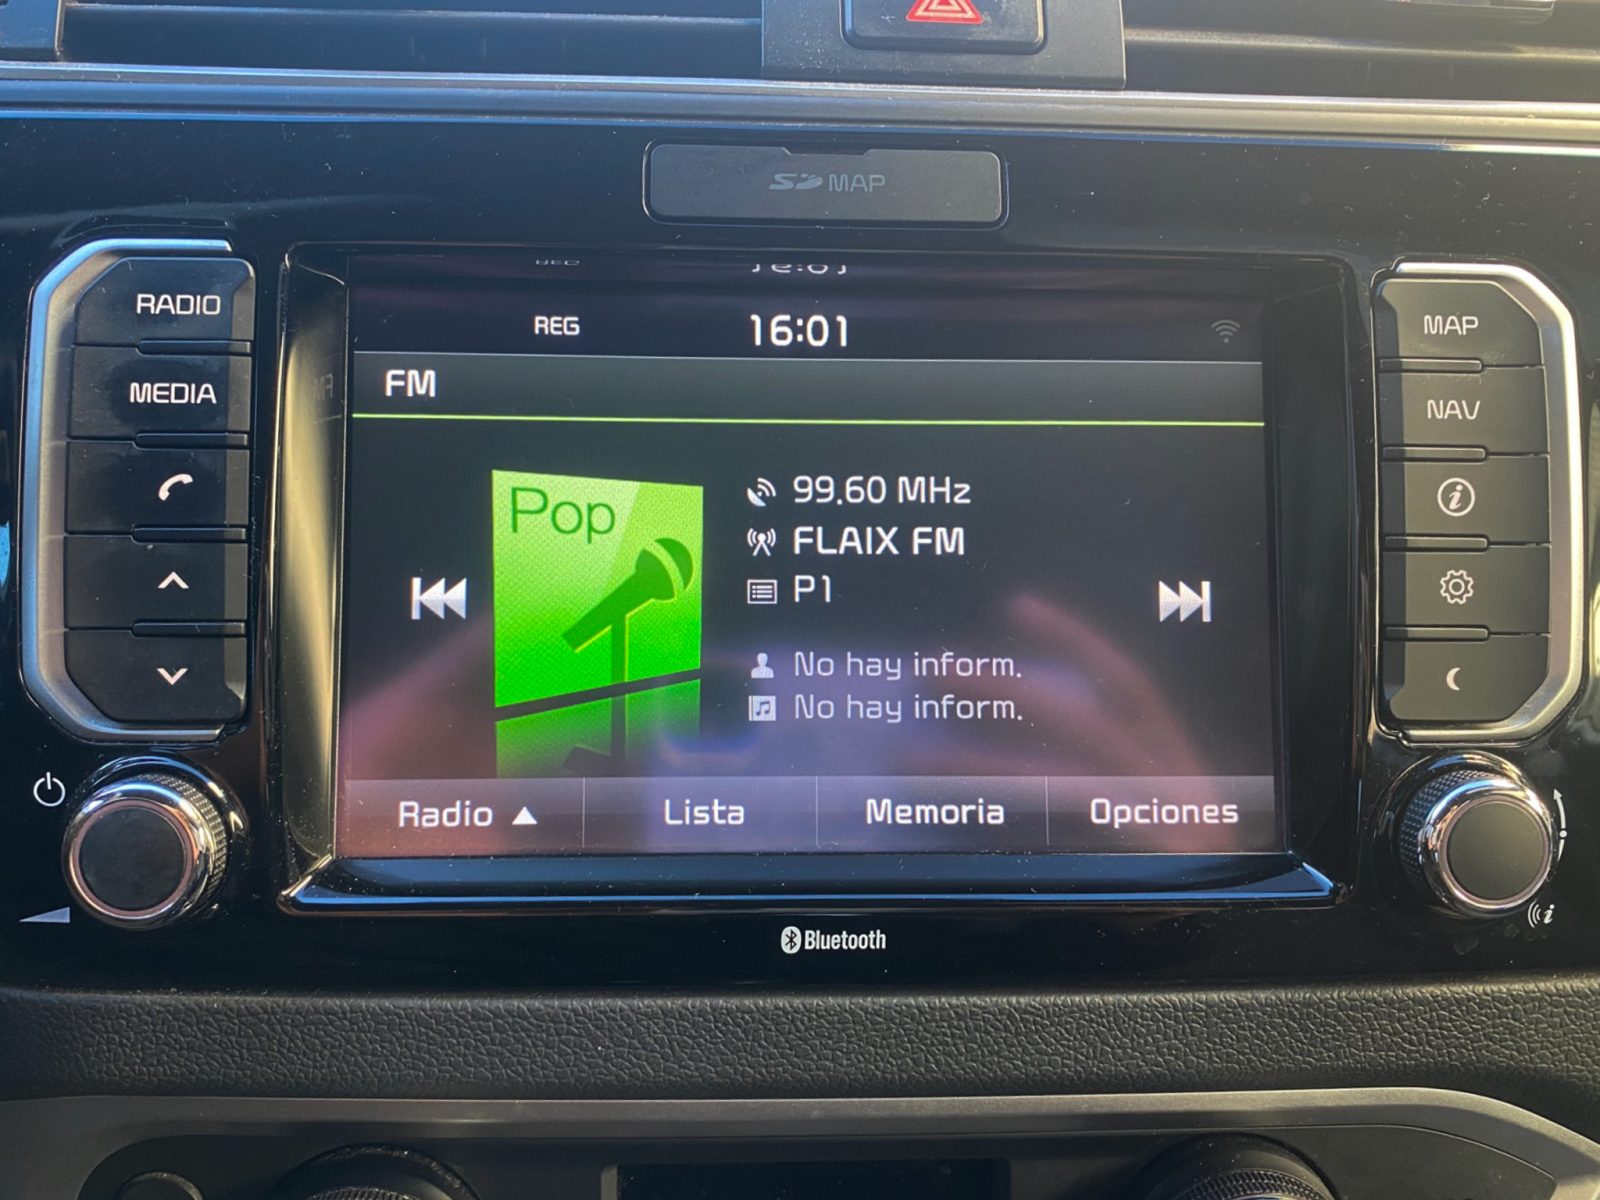 SD MAP
RADIO
MEDIA
REG
16:01
FM
Pop
99.60 MHz
FLAIX FM
P1
No hay inform.
No hay inform.
Radio
Lista
Memoria
Opciones
MAP
NAV
i
i
Bluetooth